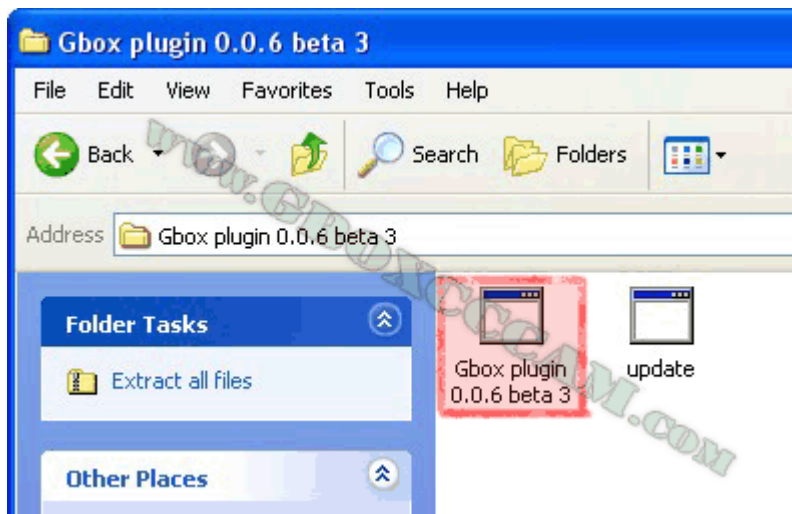 Gbox plugin 0.0.6 beta 3
File Edit View Favorites Tools Help
Back Search Folders
Address Gbox plugin 0.0.6 beta 3
Folder Tasks
Extract all files
Other Places
Gbox plugin
0.0.6 beta 3
update
www.GBOXCCCAM.COM